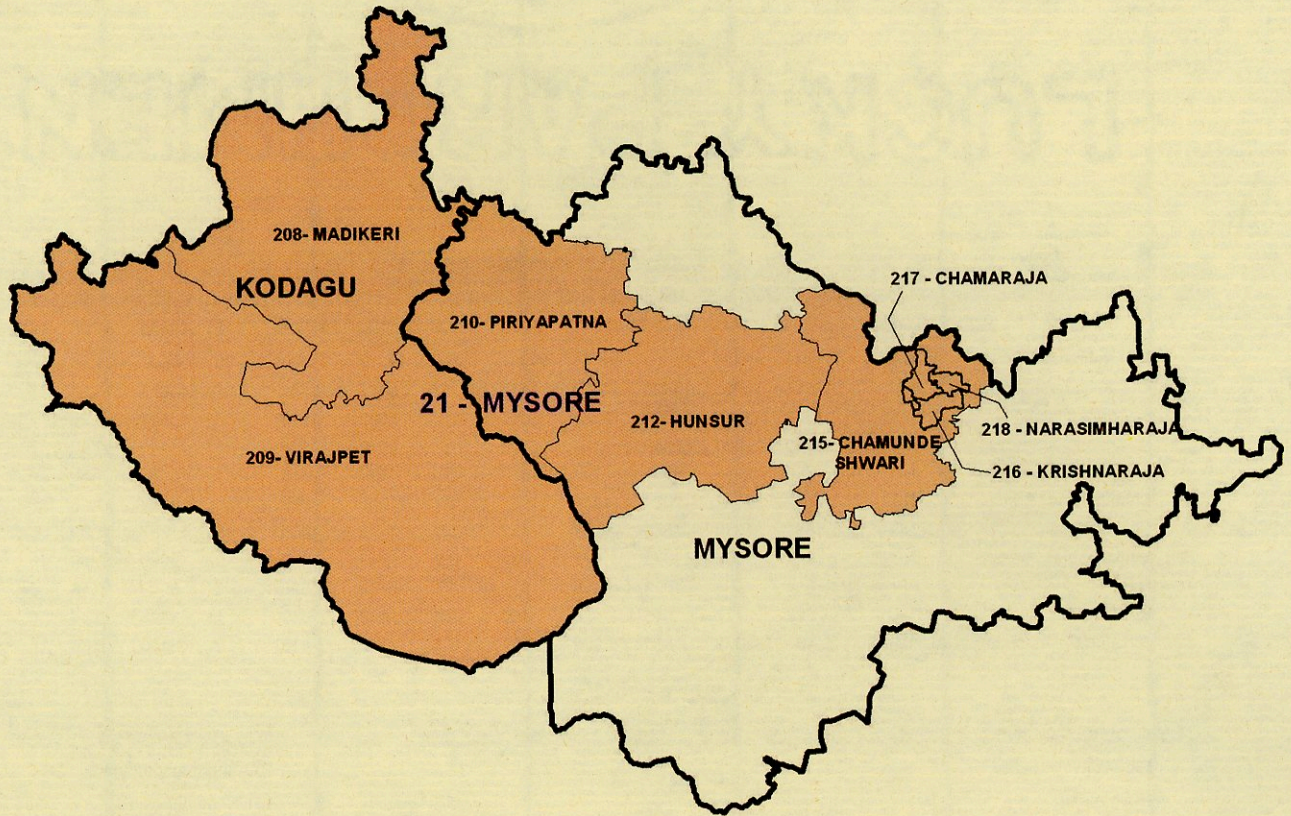 208- MADIKERI
KODAGU
217 - CHAMARAJA
210- PIRIYAPATNA
21 - MYSORE
212- HUNSUR
215- CHAMUNDE
SHWARI
218 - NARASIMHARAJA
209- VIRAJPET
216 - KRISHNARAJA
MYSORE